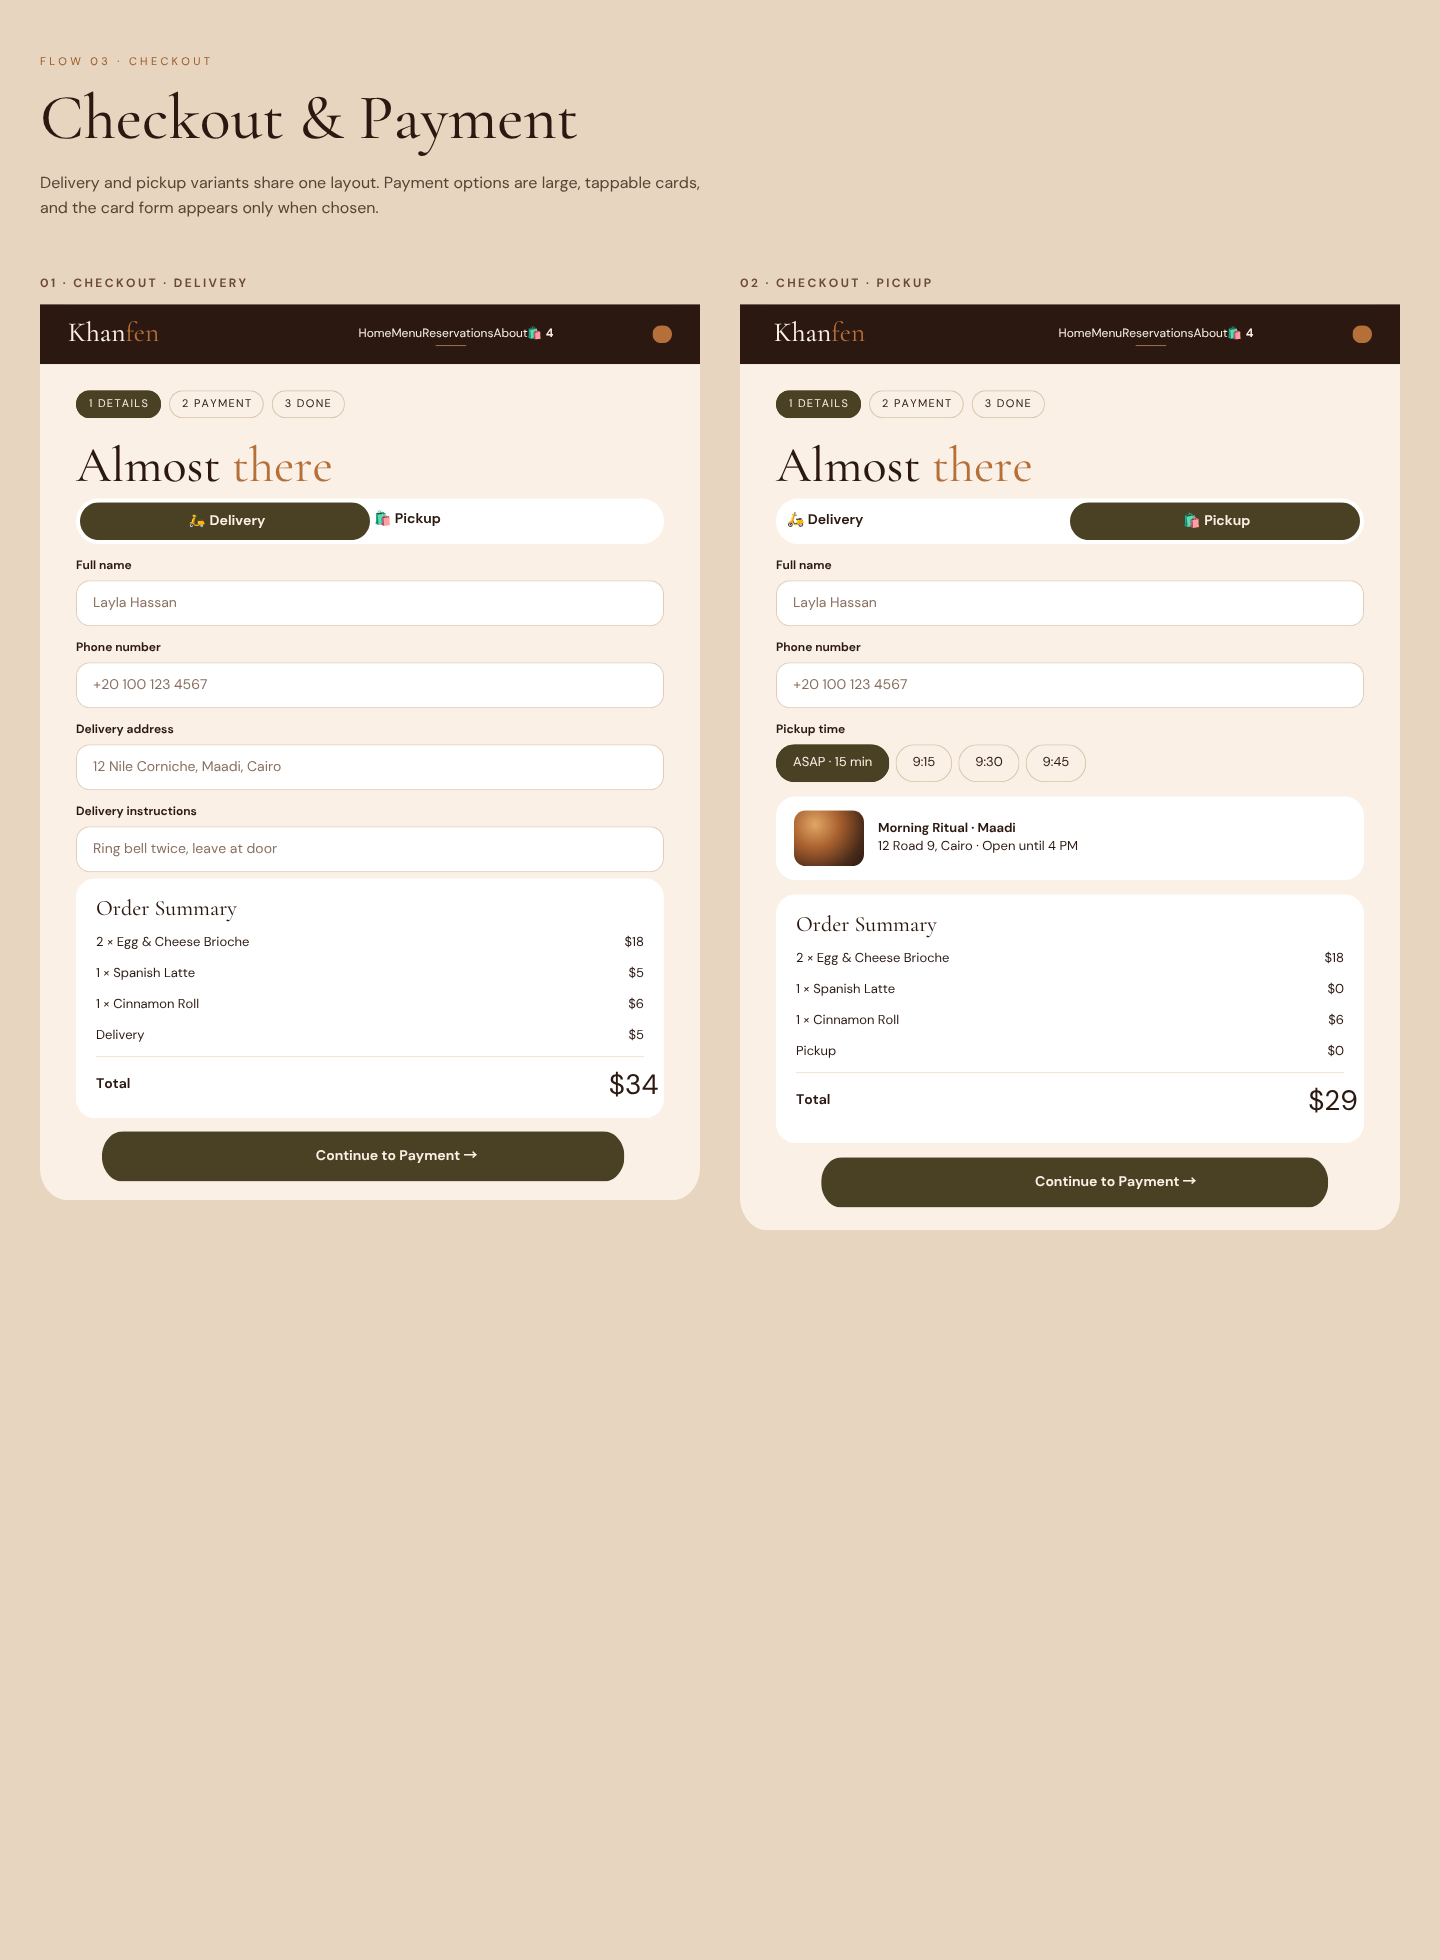 FLOW 03 · CHECKOUT
Checkout & Payment
Delivery and pickup variants share one layout. Payment options are large, tappable cards,
and the card form appears only when chosen.
01 · CHECKOUT · DELIVERY
Khanfen
HomeMenuReservationsAbout🛍️ 4
1 DETAILS
2 PAYMENT
3 DONE
Almost there
🛵 Delivery
🛍️ Pickup
Full name
Layla Hassan
Phone number
+20 100 123 4567
Delivery address
12 Nile Corniche, Maadi, Cairo
Delivery instructions
Ring bell twice, leave at door
Order Summary
2 × Egg & Cheese Brioche $18
1 × Spanish Latte $5
1 × Cinnamon Roll $6
Delivery $5
Total $34
Continue to Payment →
02 · CHECKOUT · PICKUP
Khanfen
HomeMenuReservationsAbout🛍️ 4
1 DETAILS
2 PAYMENT
3 DONE
Almost there
🛵 Delivery
🛍️ Pickup
Full name
Layla Hassan
Phone number
+20 100 123 4567
Pickup time
ASAP · 15 min
9:15
9:30
9:45
Morning Ritual · Maadi
12 Road 9, Cairo · Open until 4 PM
Order Summary
2 × Egg & Cheese Brioche $18
1 × Spanish Latte $0
1 × Cinnamon Roll $6
Pickup $0
Total $29
Continue to Payment →